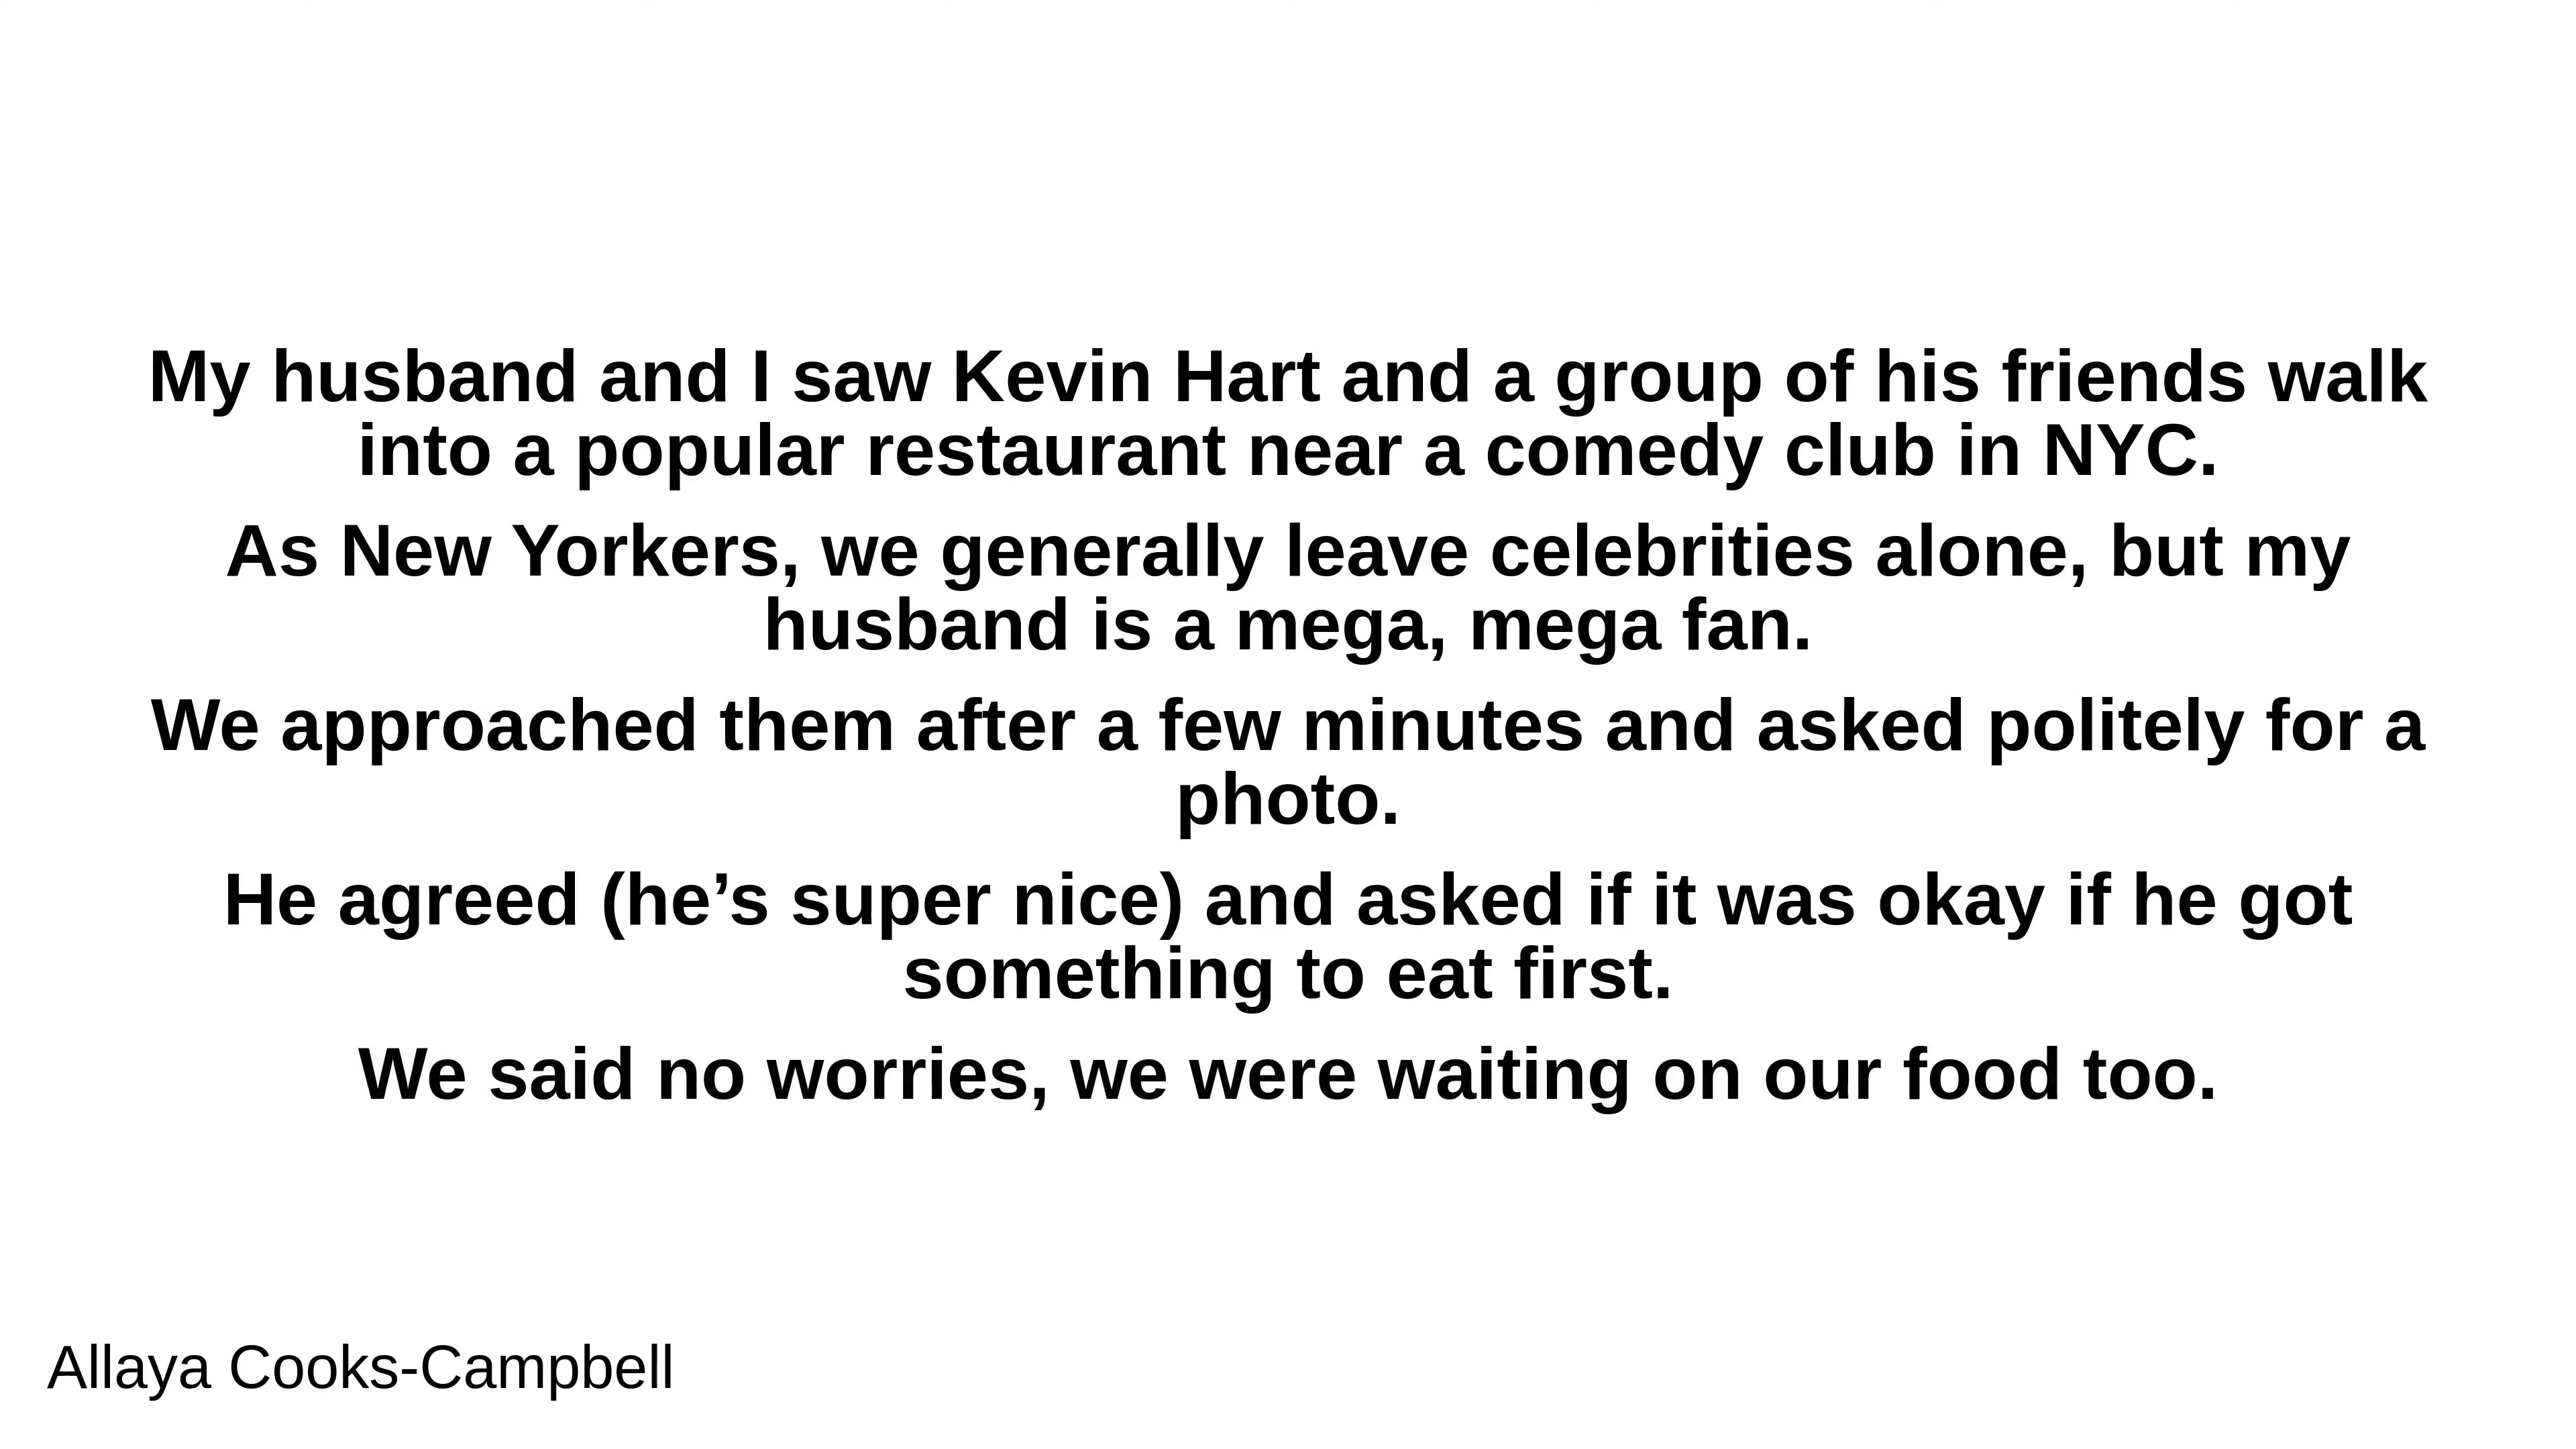 My husband and I saw Kevin Hart and a group of his friends walk
into a popular restaurant near a comedy club in NYC.
As New Yorkers, we generally leave celebrities alone, but my
husband is a mega, mega fan.
We approached them after a few minutes and asked politely for a
photo.
He agreed (he’s super nice) and asked if it was okay if he got
something to eat first.
We said no worries, we were waiting on our food too.
Allaya Cooks-Campbell